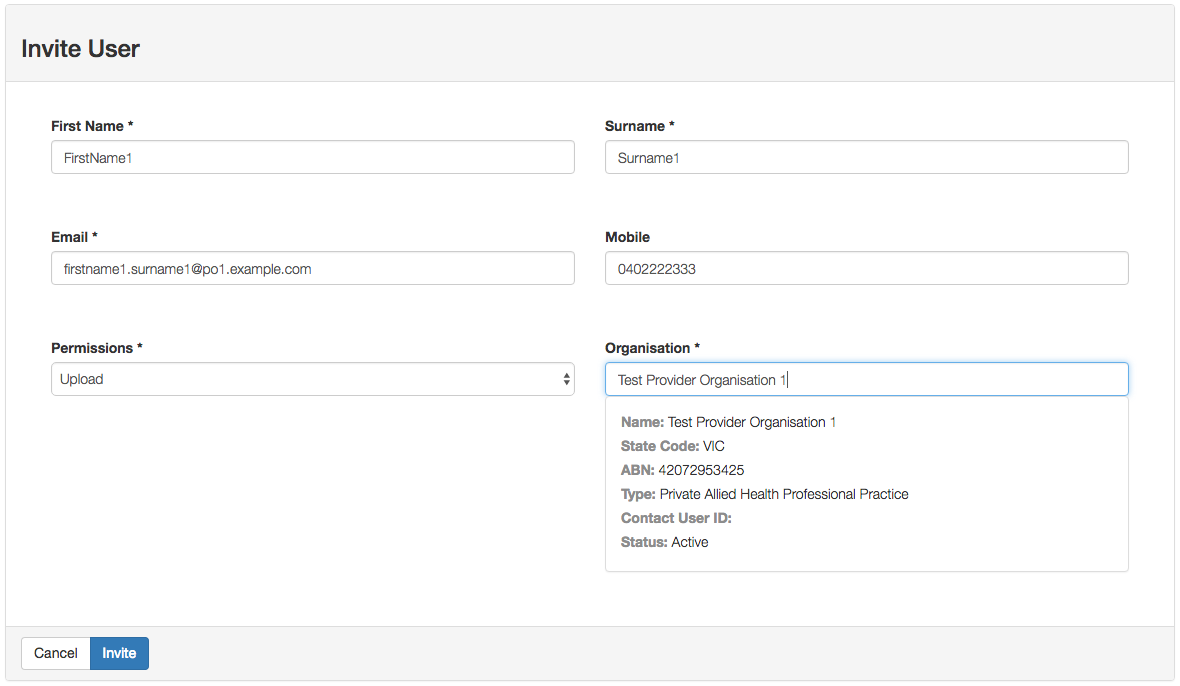 Invite User
First Name * Surname *
FirstName1 Surname1
Email * Mobile
firstname1.surname1@po1.example.com 0402222333
Permissions * Organisation *
Upload Test Provider Organisation 1
Name: Test Provider Organisation 1
State Code: VIC
ABN: 42072953425
Type: Private Allied Health Professional Practice
Contact User ID:
Status: Active
Cancel Invite